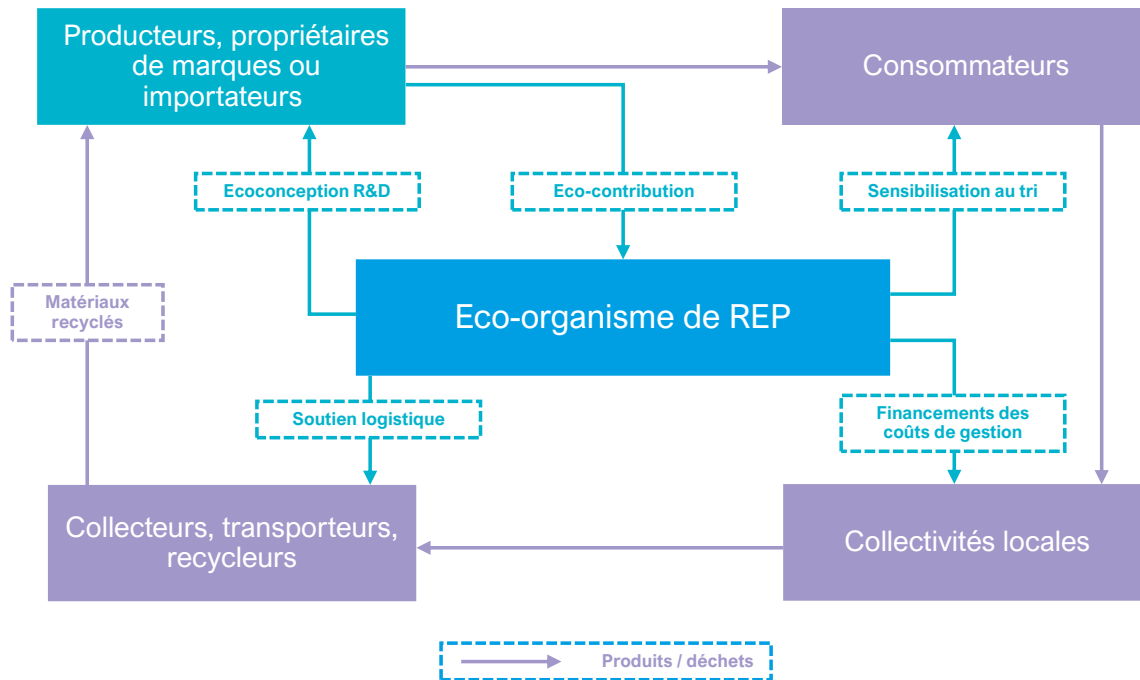 Producteurs, propriétaires
de marques ou
importateurs
Consommateurs
Ecoconception R&D
Eco-contribution
Sensibilisation au tri
Matériaux
recyclés
Eco-organisme de REP
Soutien logistique
Financements des
coûts de gestion
Collecteurs, transporteurs,
recycleurs
Collectivités locales
Produits / déchets